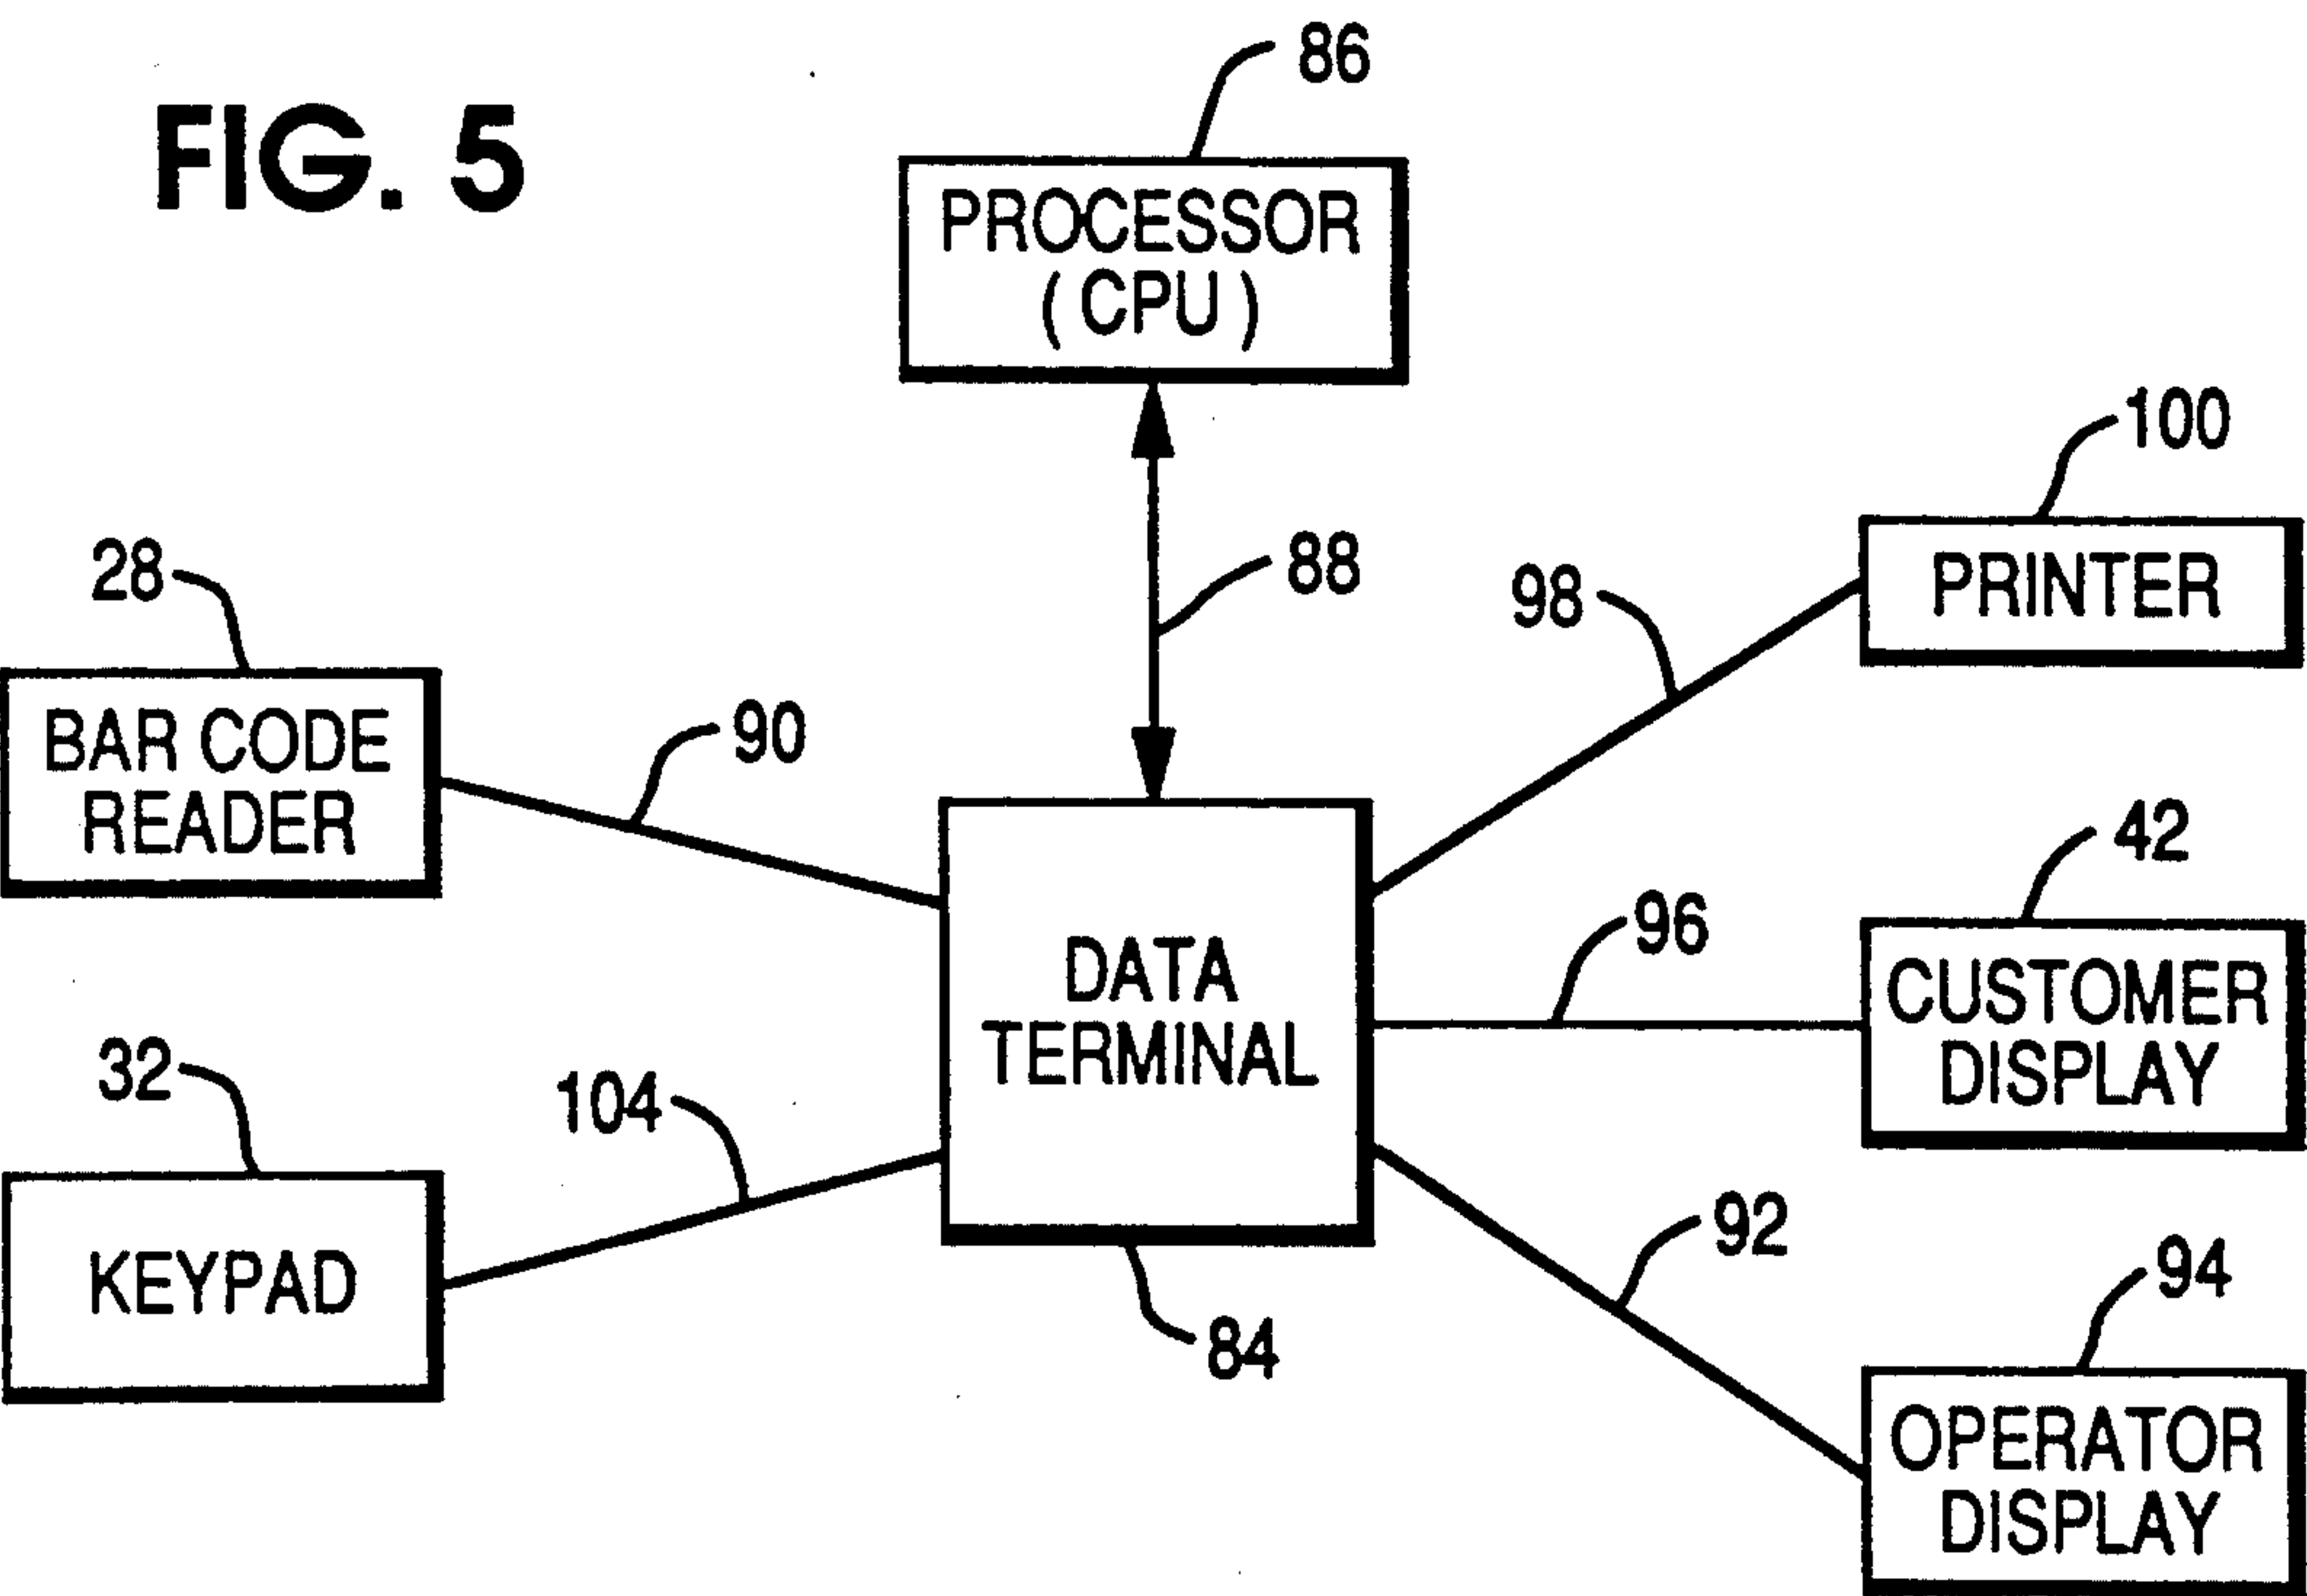 FIG. 5
86
PROCESSOR
(CPU)
100
PRINTER
88
98
28
BAR CODE
READER
90
42
CUSTOMER
DISPLAY
96
DATA
TERMINAL
32
KEYPAD
104
84
92
94
OPERATOR
DISPLAY